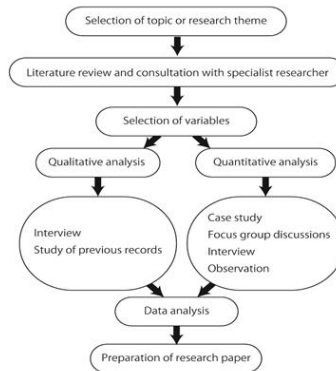 Selection of topic or research theme
Literature review and consultation with specialist researcher
Selection of variables
Qualitative analysis
Quantitative analysis
Interview
Study of previous records
Case study
Focus group discussions
Interview
Observation
Data analysis
Preparation of research paper